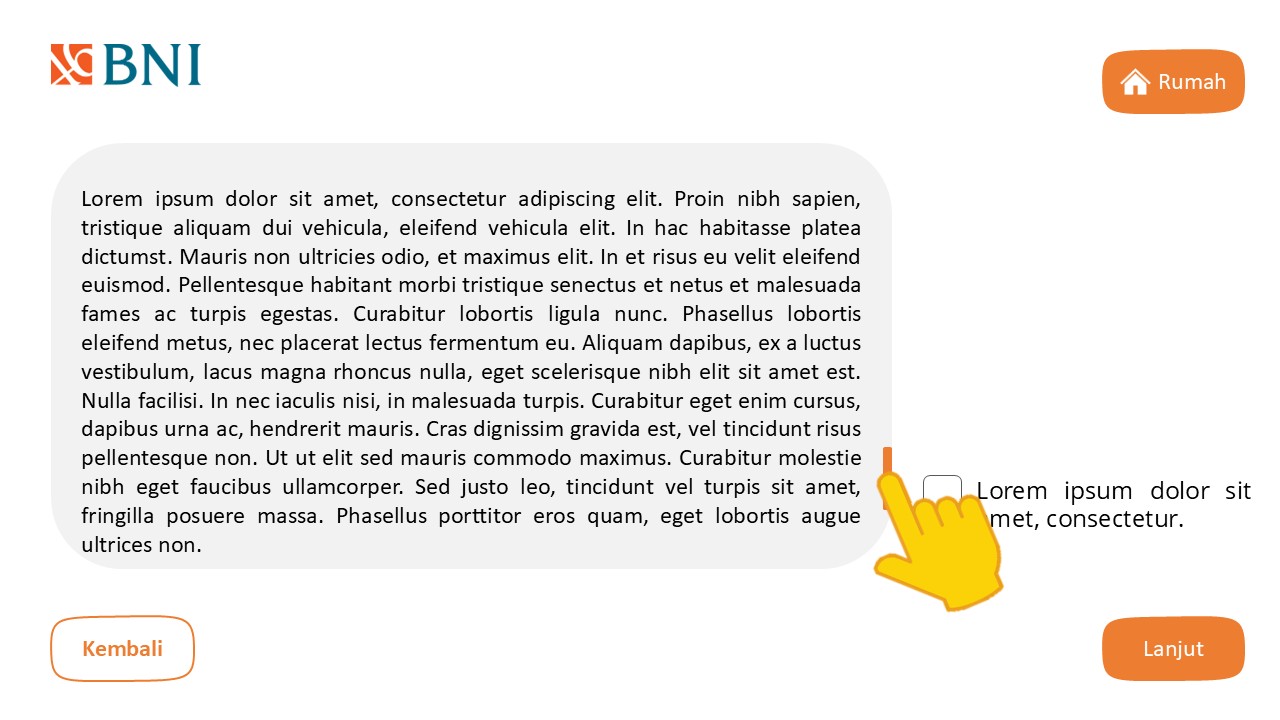 BNI
Rumah
Lorem ipsum dolor sit amet, consectetur adipiscing elit. Proin nibh sapien,
tristique aliquam dui vehicula, eleifend vehicula elit. In hac habitasse platea
dictumst. Mauris non ultricies odio, et maximus elit. In et risus eu velit eleifend
euismod. Pellentesque habitant morbi tristique senectus et netus et malesuada
fames ac turpis egestas. Curabitur lobortis ligula nunc. Phasellus lobortis
eleifend metus, nec placerat lectus fermentum eu. Aliquam dapibus, ex a luctus
vestibulum, lacus magna rhoncus nulla, eget scelerisque nibh elit sit amet est.
Nulla facilisi. In nec iaculis nisi, in malesuada turpis. Curabitur eget enim cursus,
dapibus urna ac, hendrerit mauris. Cras dignissim gravida est, vel tincidunt risus
pellentesque non. Ut ut elit sed mauris commodo maximus. Curabitur molestie
nibh eget faucibus ullamcorper. Sed justo leo, tincidunt vel turpis sit amet,
fringilla posuere massa. Phasellus porttitor eros quam, eget lobortis augue
ultrices non.
Lorem ipsum dolor sit
met, consectetur.
Kembali
Lanjut